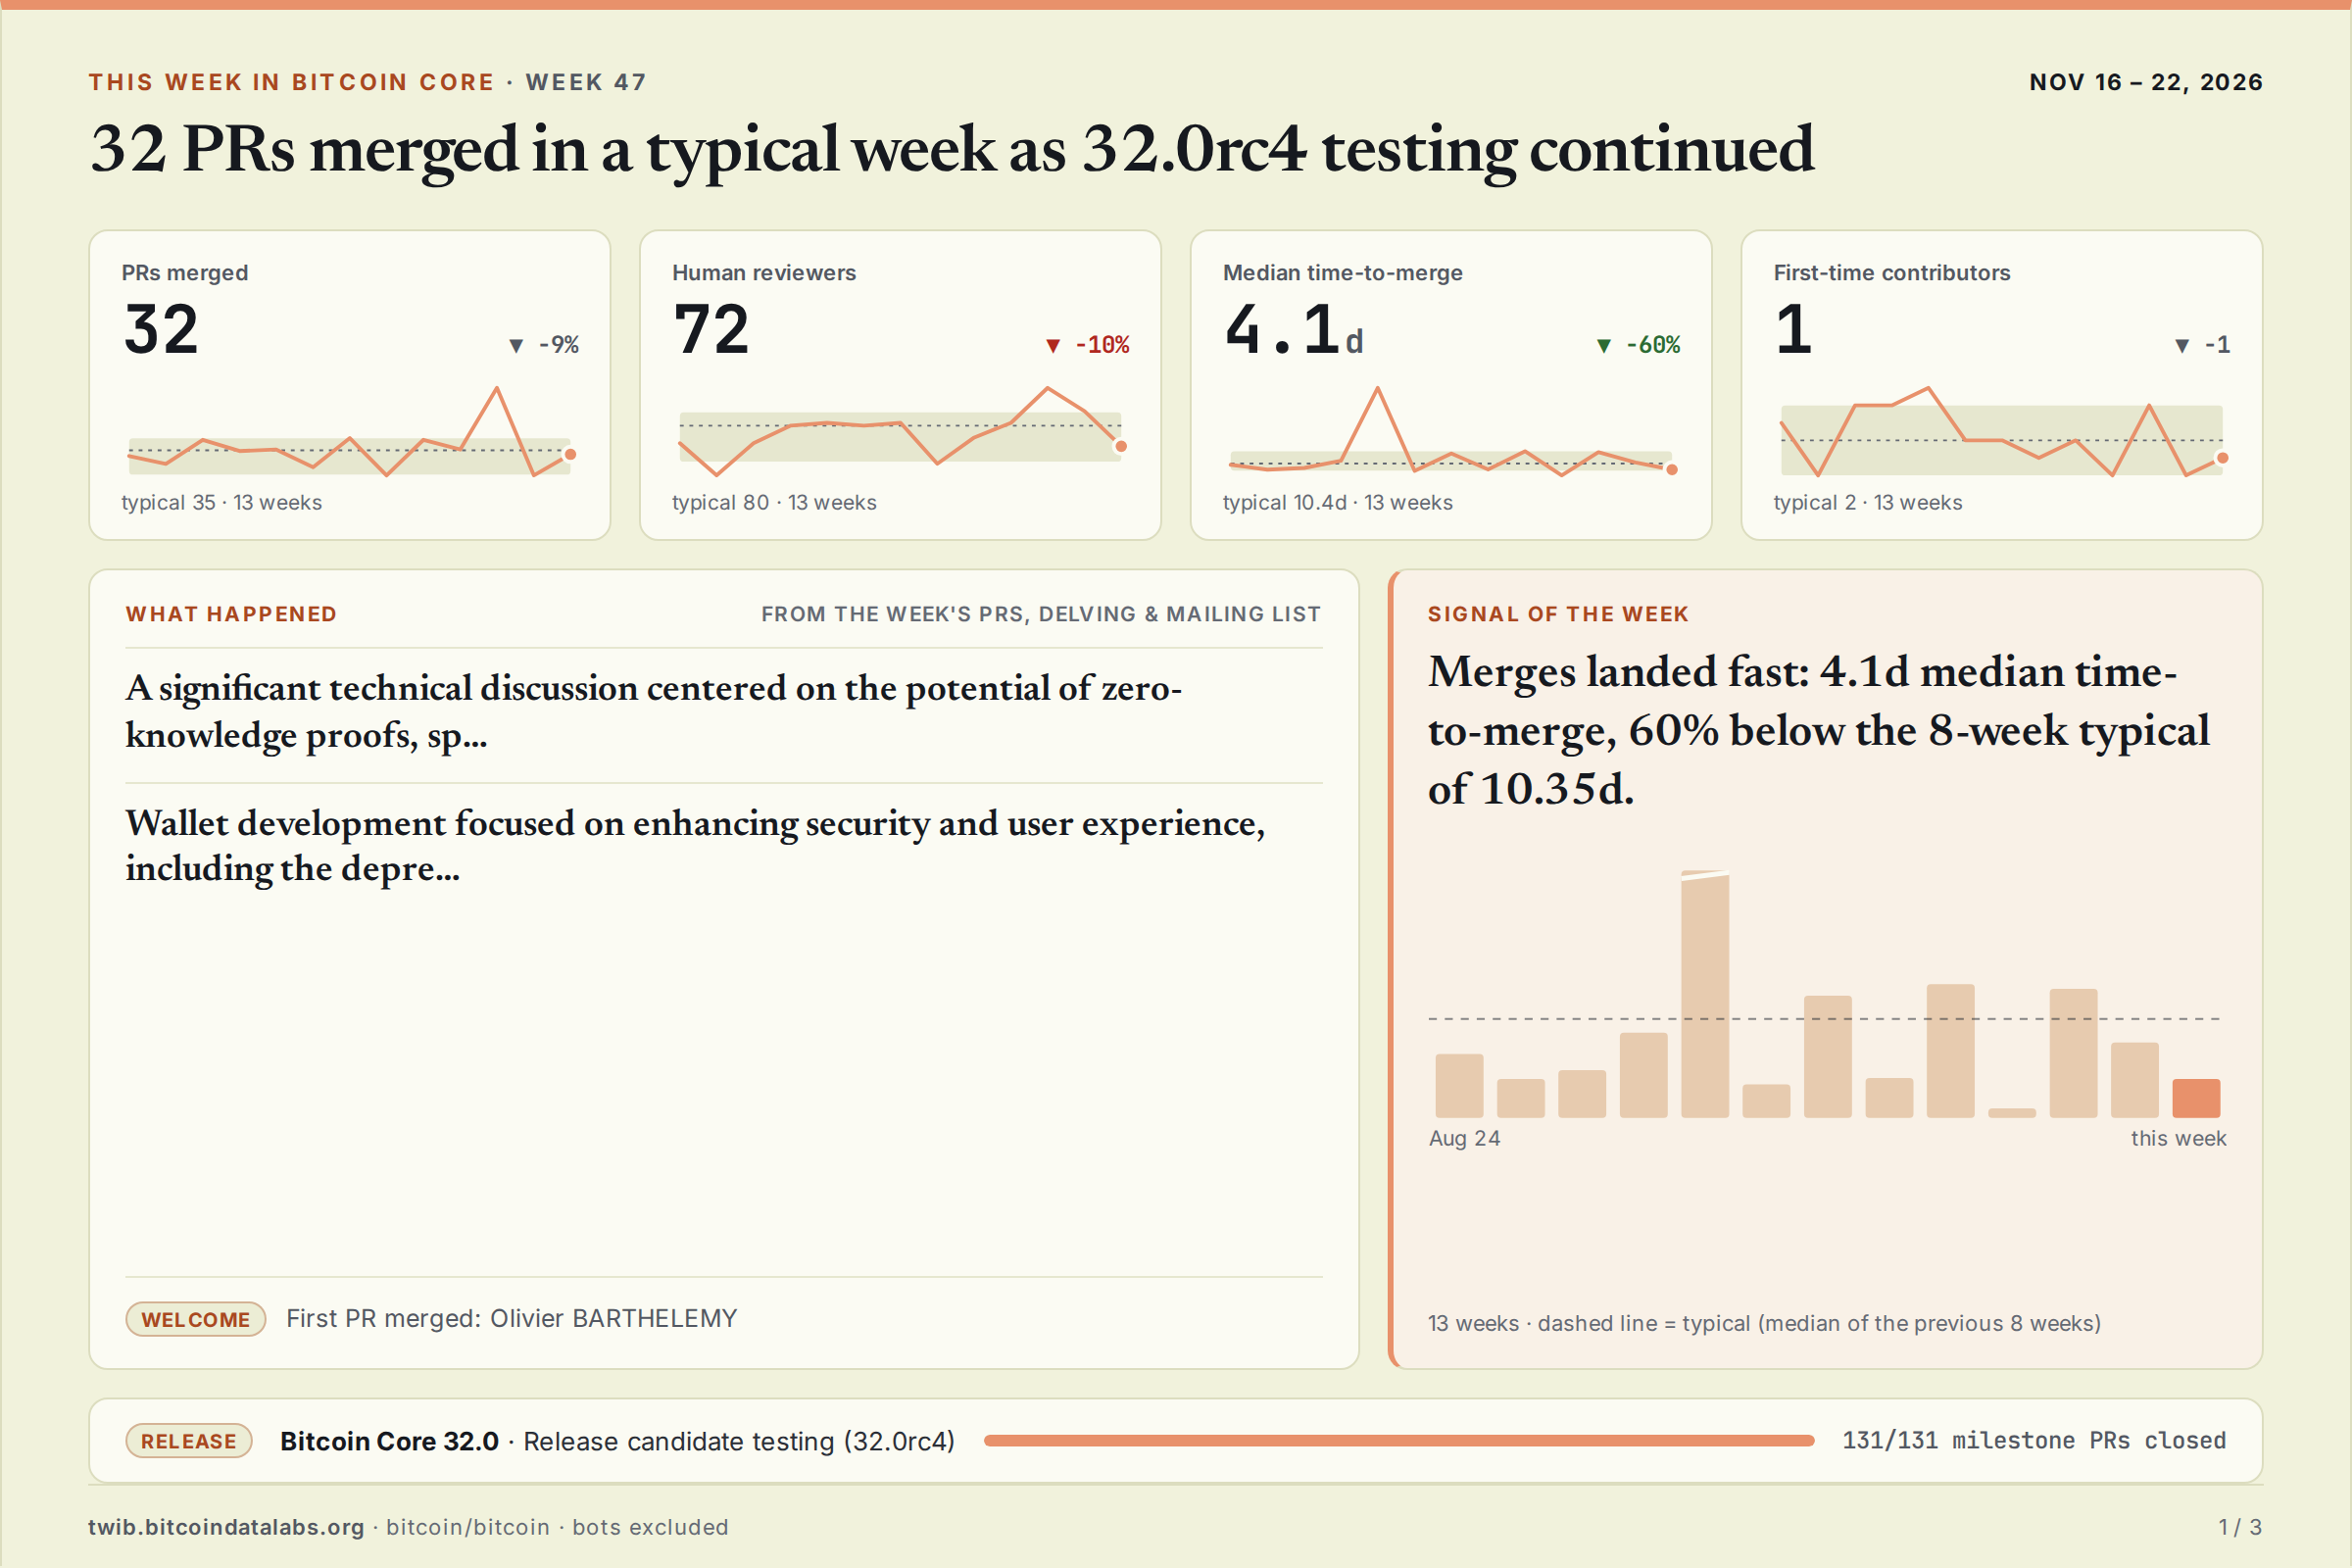 THIS WEEK IN BITCOIN CORE · WEEK 47
NOV 16 – 22, 2026
32 PRs merged in a typical week as 32.0rc4 testing continued
PRs merged
32
▼ -9%
typical 35 · 13 weeks
Human reviewers
72
▼ -10%
typical 80 · 13 weeks
Median time-to-merge
4.1d
▼ -60%
typical 10.4d · 13 weeks
First-time contributors
1
▼ -1
typical 2 · 13 weeks
WHAT HAPPENED
FROM THE WEEK'S PRS, DELVING & MAILING LIST
A significant technical discussion centered on the potential of zero-
knowledge proofs, sp...
Wallet development focused on enhancing security and user experience,
including the depre...
WELCOME
First PR merged: Olivier BARTHELEMY
SIGNAL OF THE WEEK
Merges landed fast: 4.1d median time-
to-merge, 60% below the 8-week typical
of 10.35d.
Aug 24
this week
13 weeks · dashed line = typical (median of the previous 8 weeks)
RELEASE
Bitcoin Core 32.0 · Release candidate testing (32.0rc4)
131/131 milestone PRs closed
twib.bitcoindatalabs.org · bitcoin/bitcoin · bots excluded
1 / 3